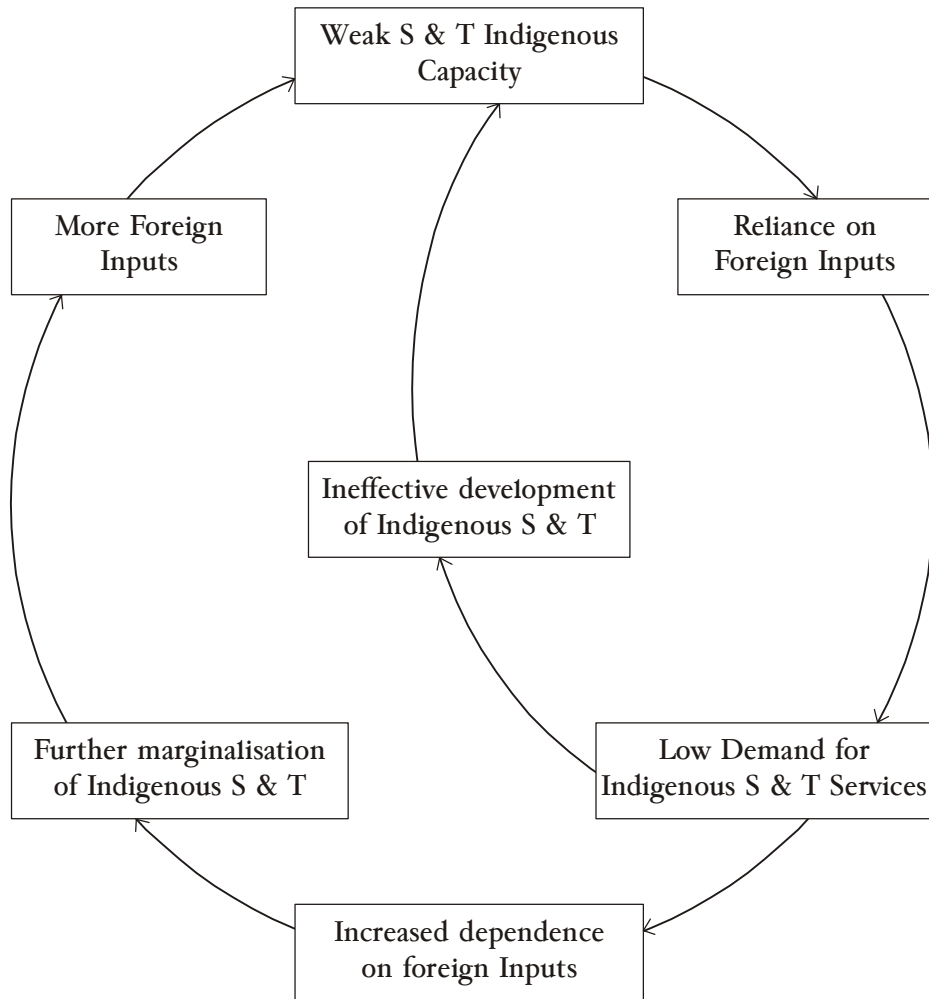 Weak S & T Indigenous
Capacity
More Foreign
Inputs
Reliance on
Foreign Inputs
Ineffective development
of Indigenous S & T
Further marginalisation
of Indigenous S & T
Low Demand for
Indigenous S & T Services
Increased dependence
on foreign Inputs